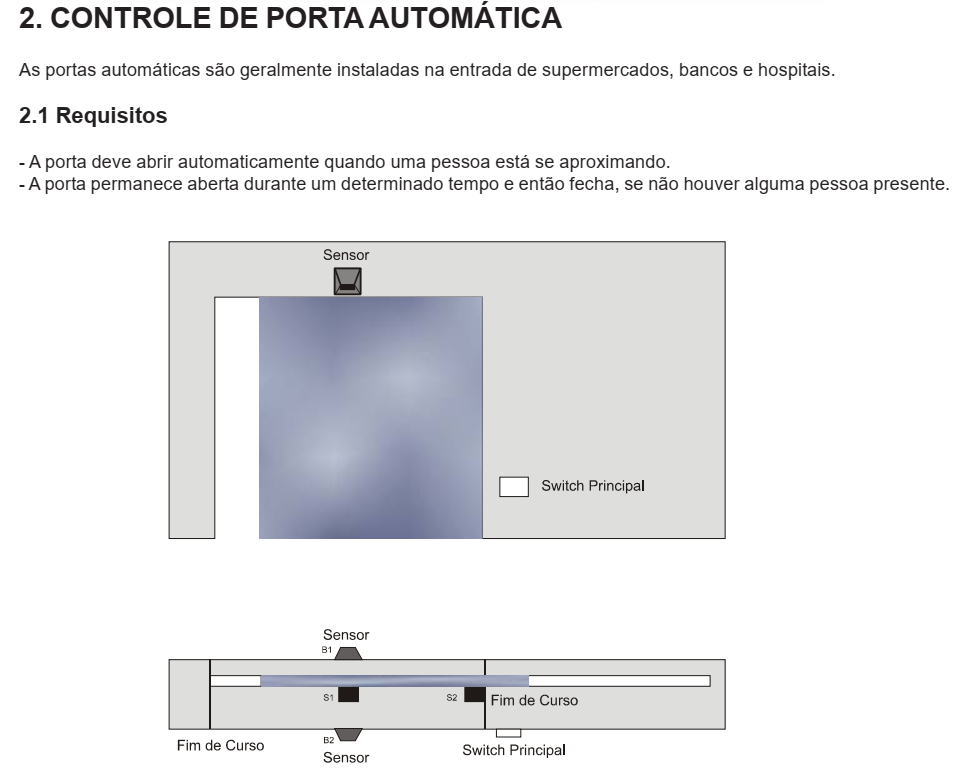 2. CONTROLE DE PORTA AUTOMÁTICA
As portas automáticas são geralmente instaladas na entrada de supermercados, bancos e hospitais.
2.1 Requisitos
- A porta deve abrir automaticamente quando uma pessoa está se aproximando.
- A porta permanece aberta durante um determinado tempo e então fecha, se não houver alguma pessoa presente.
Sensor
Switch Principal
Sensor
B1
S1
S2
Fim de Curso
Fim de Curso
B2
Sensor
Switch Principal